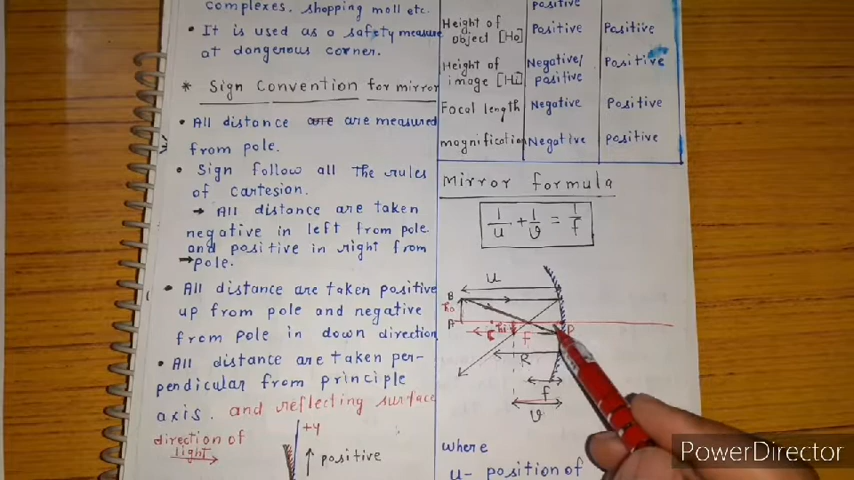 complexes, shopping moll etc.
• It is used as a safety measure
at dangerous corner.
* Sign Convention for mirror
• All distance are are measured
from pole.
• Sign follow all the rules
of Cartesion.
→ All distance are taken
negative in left from pole.
and positive in right from
→ pole.
• All distance are taken positive
up from pole and negative
from pole in down direction
• All distance are taken per-
pendicular from principle
axis. and reflecting surface
direction of
light
+y
↑ positive
positive
Height of
object [Ho] Positive Positive
Height of
image [Hi] Negative/
positive Positive
Focal length Negative Positive
magnification Negative positive
Mirror formula
1/u + 1/v = 1/f
u
B
ho
A
hi
F
P
R
f
v
where
u- position of
PowerDirector